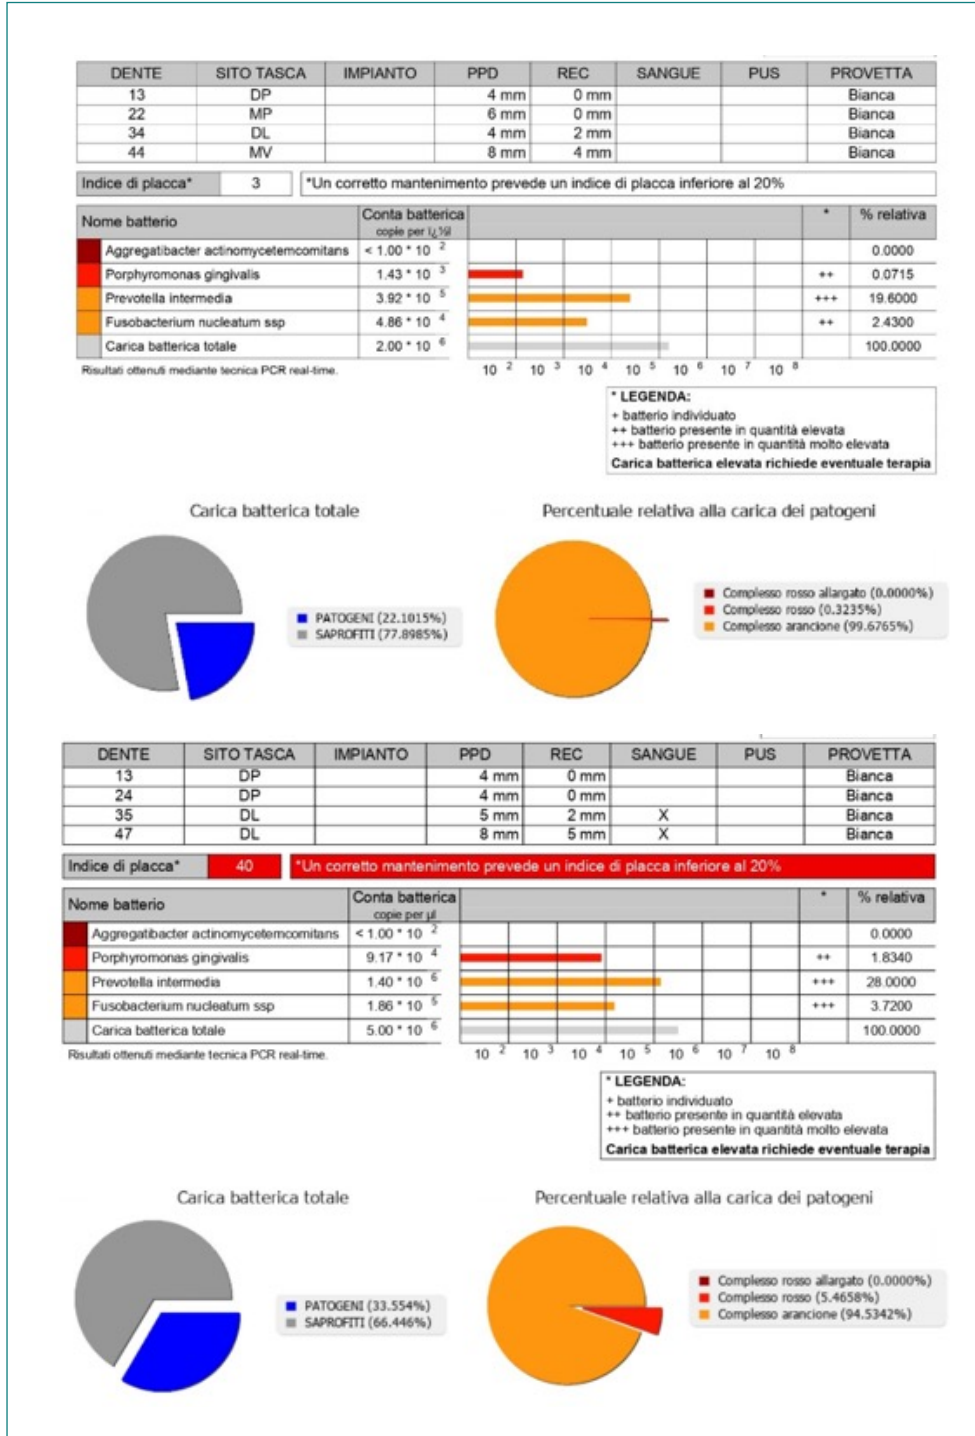 DENTE SITO TASCA IMPIANTO PPD REC SANGUE PUS PROVETTA
13 DP 4 mm 0 mm Bianca
22 MP 6 mm 0 mm Bianca
34 DL 4 mm 2 mm Bianca
44 MV 8 mm 4 mm Bianca
Indice di placca* 3 *Un corretto mantenimento prevede un indice di placca inferiore al 20%
Nome batterio Conta batterica * % relativa
copie per ï¿½l
Aggregatibacter actinomycetemcomitans < 1.00 * 10 2 0.0000
Porphyromonas gingivalis 1.43 * 10 3 ++ 0.0715
Prevotella intermedia 3.92 * 10 5 +++ 19.6000
Fusobacterium nucleatum ssp 4.86 * 10 4 ++ 2.4300
Carica batterica totale 2.00 * 10 6 100.0000
Risultati ottenuti mediante tecnica PCR real-time. 10 2 10 3 10 4 10 5 10 6 10 7 10 8
* LEGENDA:
+ batterio individuato
++ batterio presente in quantità elevata
+++ batterio presente in quantità molto elevata
Carica batterica elevata richiede eventuale terapia
Carica batterica totale Percentuale relativa alla carica dei patogeni
PATOGENI (22.1015%)
SAPROFITI (77.8985%)
Complesso rosso allargato (0.0000%)
Complesso rosso (0.3235%)
Complesso arancione (99.6765%)
DENTE SITO TASCA IMPIANTO PPD REC SANGUE PUS PROVETTA
13 DP 4 mm 0 mm Bianca
24 DP 4 mm 0 mm Bianca
35 DL 5 mm 2 mm X Bianca
47 DL 8 mm 5 mm X Bianca
Indice di placca* 40 *Un corretto mantenimento prevede un indice di placca inferiore al 20%
Nome batterio Conta batterica * % relativa
copie per µl
Aggregatibacter actinomycetemcomitans < 1.00 * 10 2 0.0000
Porphyromonas gingivalis 9.17 * 10 4 ++ 1.8340
Prevotella intermedia 1.40 * 10 6 +++ 28.0000
Fusobacterium nucleatum ssp 1.86 * 10 5 +++ 3.7200
Carica batterica totale 5.00 * 10 6 100.0000
Risultati ottenuti mediante tecnica PCR real-time. 10 2 10 3 10 4 10 5 10 6 10 7 10 8
* LEGENDA:
+ batterio individuato
++ batterio presente in quantità elevata
+++ batterio presente in quantità molto elevata
Carica batterica elevata richiede eventuale terapia
Carica batterica totale Percentuale relativa alla carica dei patogeni
PATOGENI (33.554%)
SAPROFITI (66.446%)
Complesso rosso allargato (0.0000%)
Complesso rosso (5.4658%)
Complesso arancione (94.5342%)